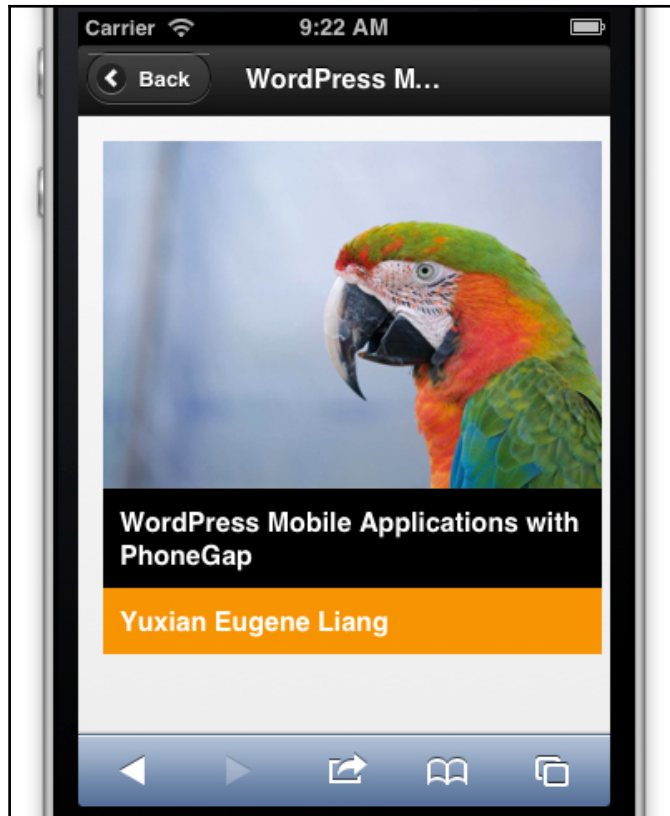 Carrier 9:22 AM
Back WordPress M...
WordPress Mobile Applications with
PhoneGap
Yuxian Eugene Liang